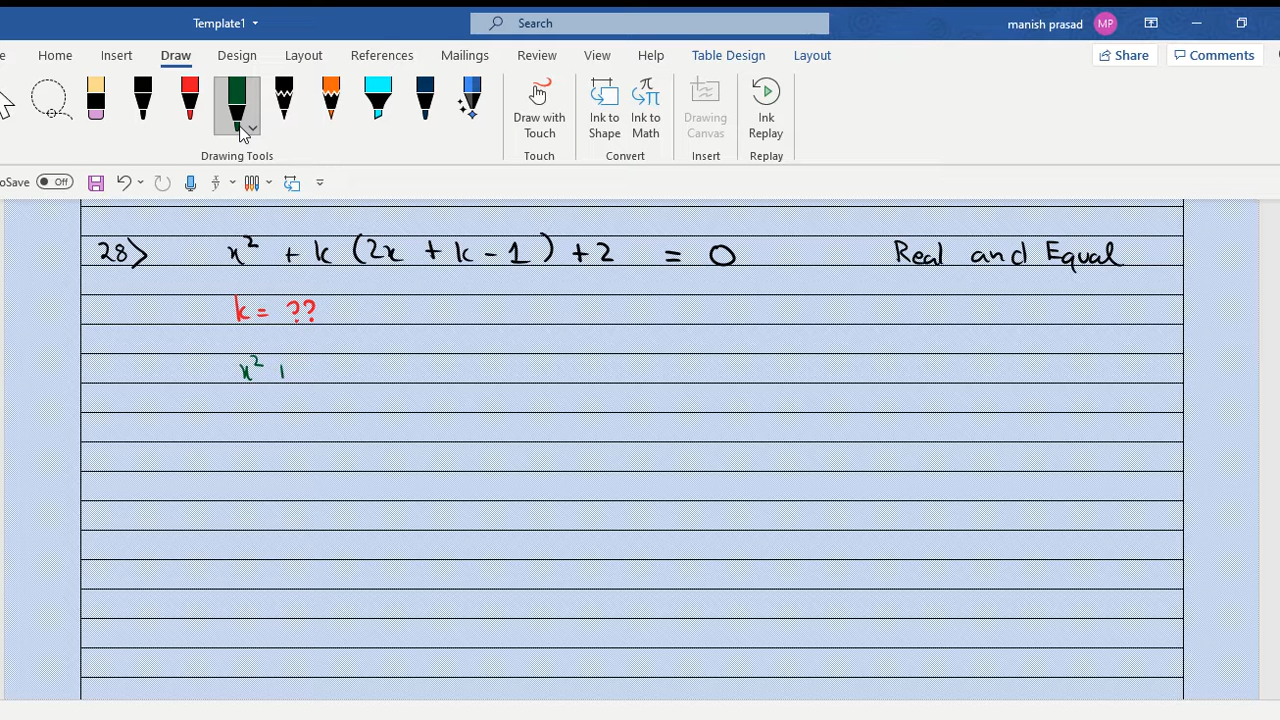 Template1
Search
manish prasad
MP
Home
Insert
Draw
Design
Layout
References
Mailings
Review
View
Help
Table Design
Layout
Share
Comments
Draw with Touch
Ink to Shape
Ink to Math
Drawing Canvas
Ink Replay
Drawing Tools
Touch
Convert
Insert
Replay
Save
Off
28> x² + k (2x + k - 1) + 2 = 0 Real and Equal
k = ??
x²